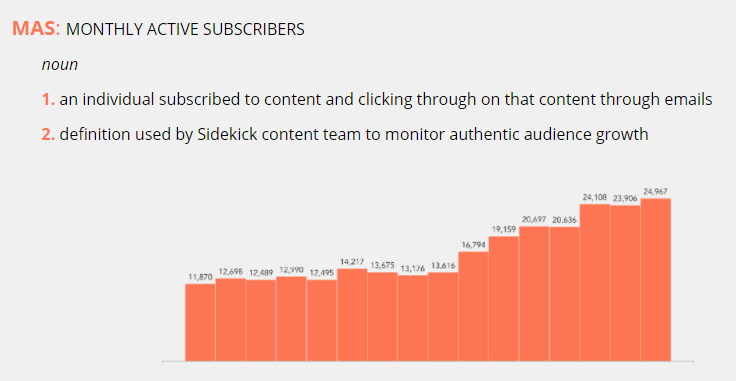 MAS: MONTHLY ACTIVE SUBSCRIBERS
noun
1. an individual subscribed to content and clicking through on that content through emails
2. definition used by Sidekick content team to monitor authentic audience growth
11,870 12,698 12,489 12,990 12,495 14,217 13,675 13,176 13,616 16,794 19,159 20,697 20,636 24,108 23,906 24,967